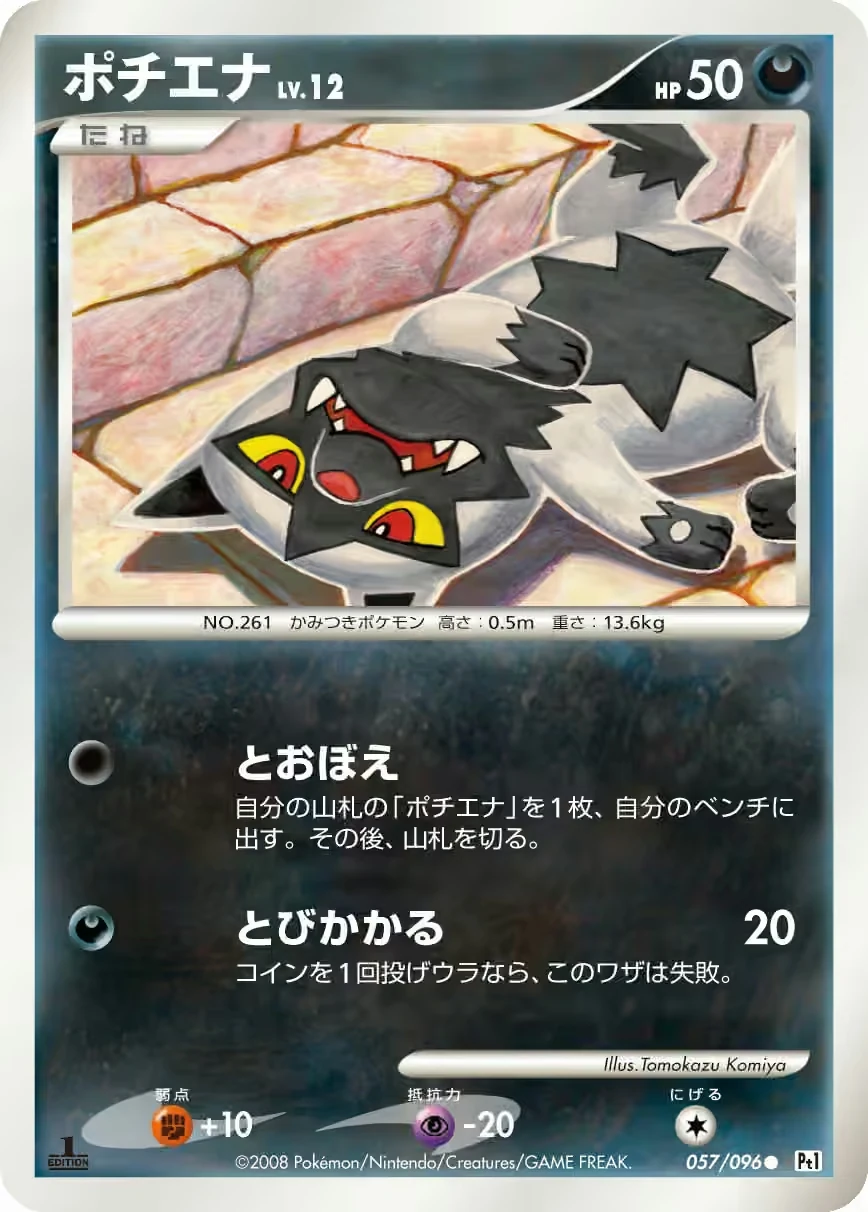 ポチエナ LV.12 HP 50
たね
NO.261 かみつきポケモン 高さ:0.5m 重さ:13.6kg
とおぼえ
自分の山札の「ポチエナ」を1枚、自分のベンチに
出す。その後、山札を切る。
とびかかる 20
コインを1回投げウラなら、このワザは失敗。
Illus.Tomokazu Komiya
弱点 抵抗力 にげる
+10 -20
1 EDITION
©2008 Pokémon/Nintendo/Creatures/GAME FREAK. 057/096 Pt1